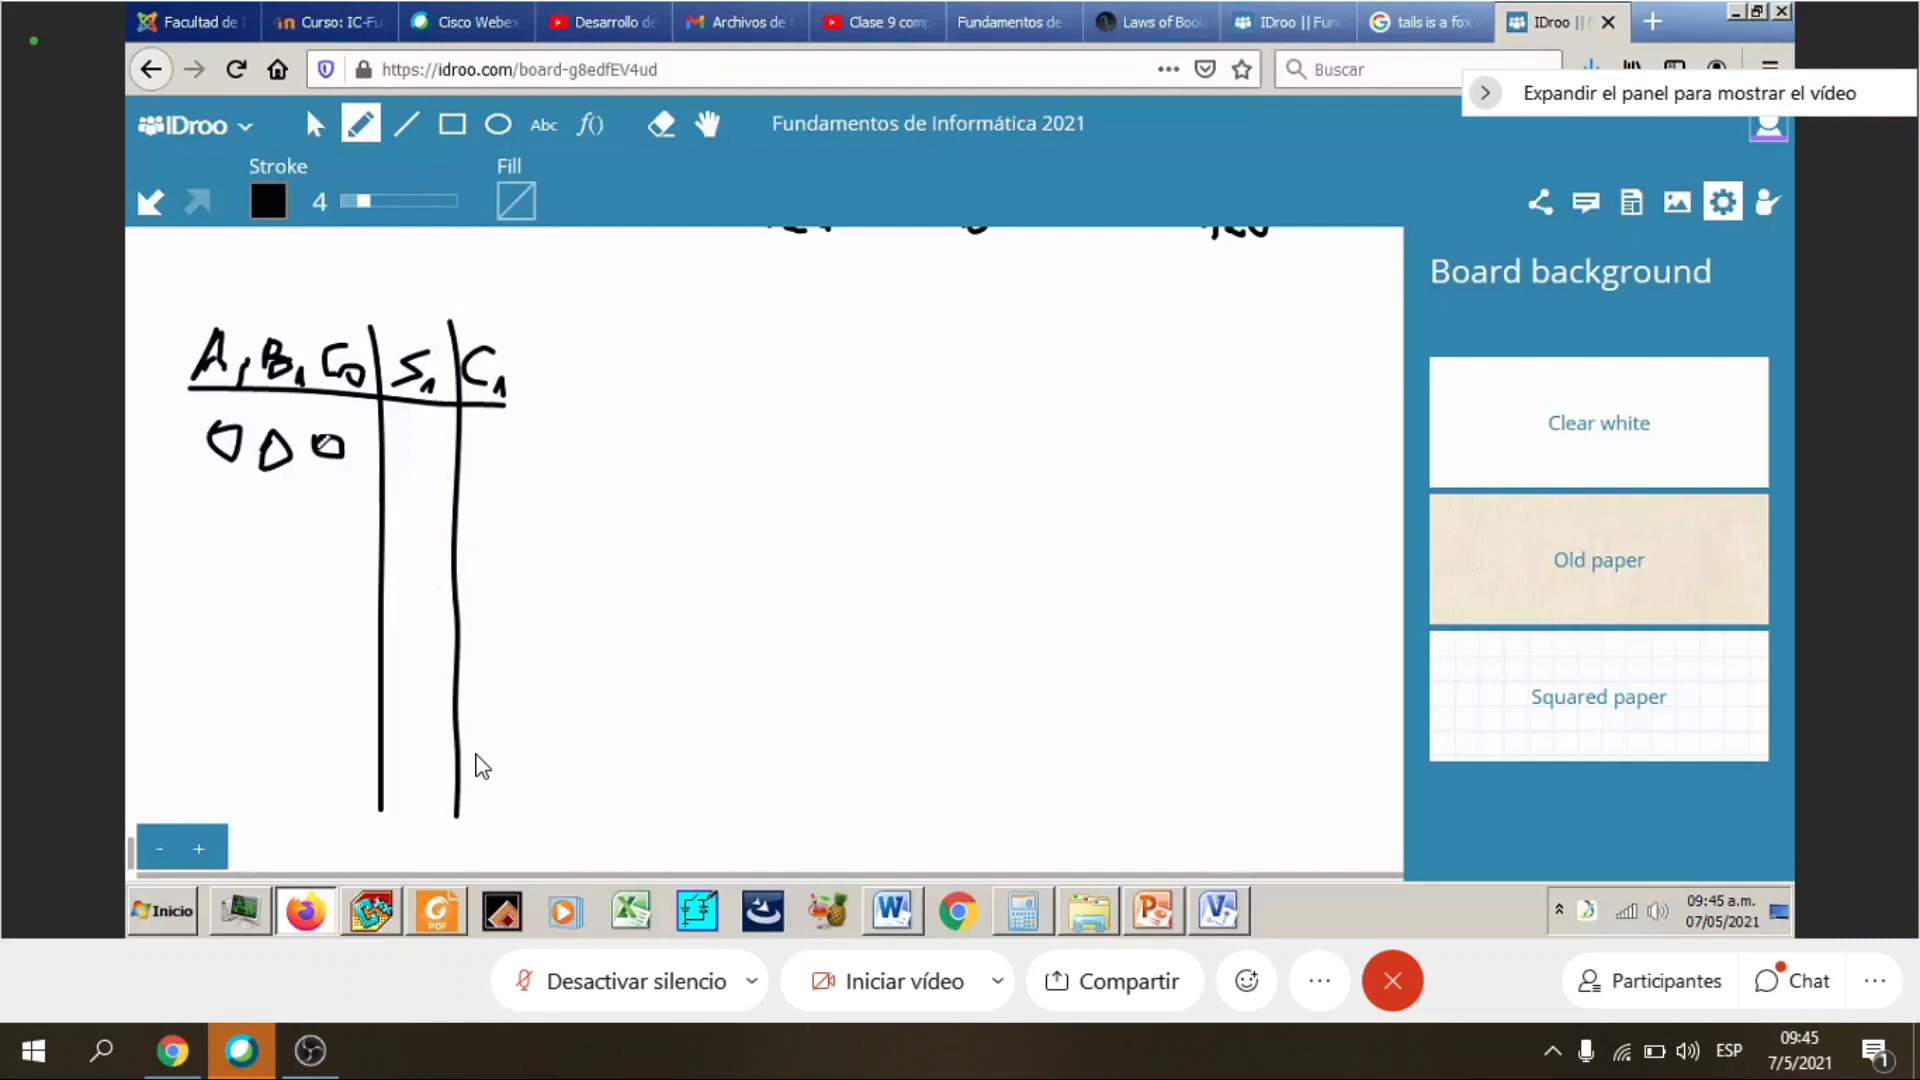 Facultad de I
Curso: IC-Fu
Cisco Webex
Desarrollo de
Archivos de
Clase 9 comp
Fundamentos de
Laws of Boo
IDroo || Fun
tails is a fox
IDroo || F
https://idroo.com/board-g8edfEV4ud
Buscar
Expandir el panel para mostrar el vídeo
IDroo
Abc
f()
Fundamentos de Informática 2021
Stroke
Fill
4
Board background
A₁ B₁ C₀ S₁ C₁
0 0 0
Clear white
Old paper
Squared paper
- +
Inicio
09:45 a.m.
07/05/2021
Desactivar silencio
Iniciar vídeo
Compartir
Participantes
Chat
ESP
09:45
7/5/2021
1